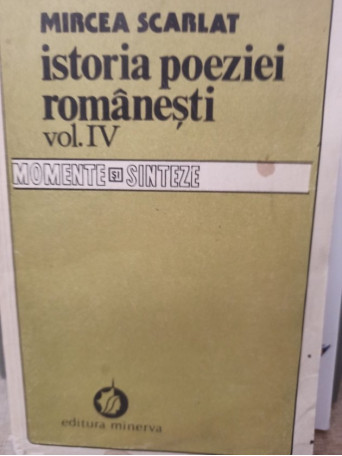 MIRCEA SCARLAT
istoria poeziei
românești
vol.IV
MOMENTE ȘI SINTEZE
editura minerva